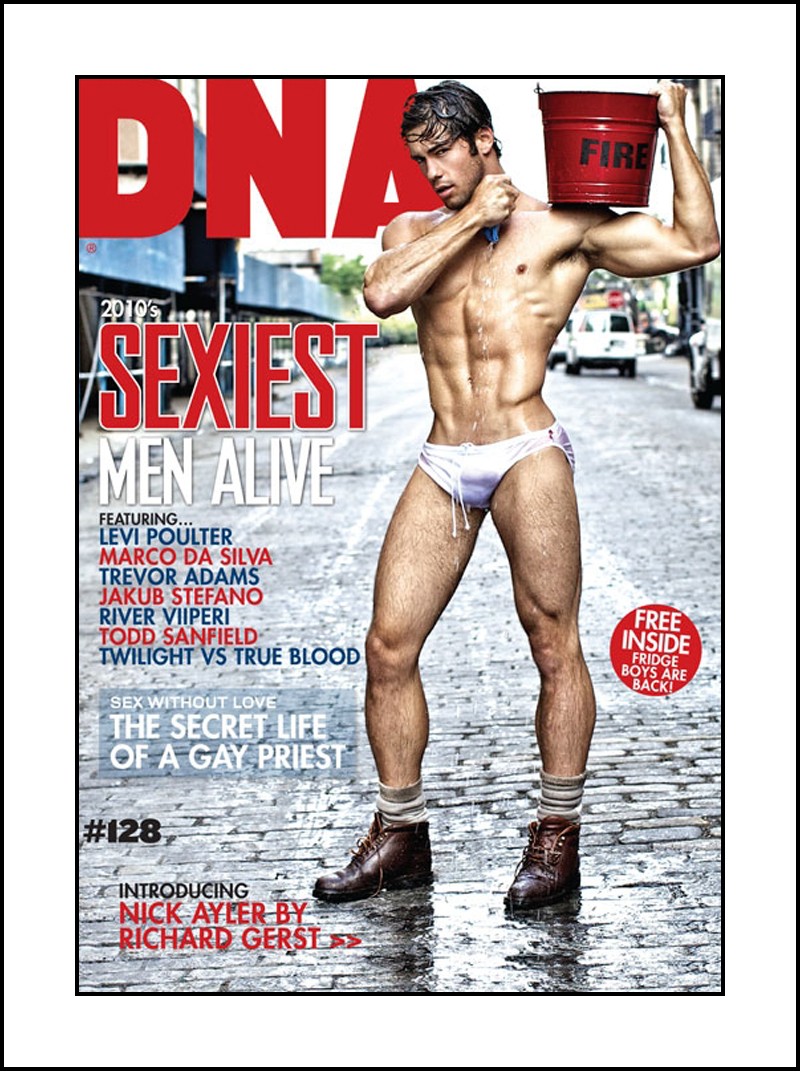 DNA
®
2010's
SEXIEST
MEN ALIVE
FEATURING...
LEVI POULTER
MARCO DA SILVA
TREVOR ADAMS
JAKUB STEFANO
RIVER VIIPERI
TODD SANFIELD
TWILIGHT VS TRUE BLOOD
SEX WITHOUT LOVE
THE SECRET LIFE
OF A GAY PRIEST
#128
INTRODUCING
NICK AYLER BY
RICHARD GERST >>
FIRE
FREE
INSIDE
FRIDGE
BOYS ARE
BACK!